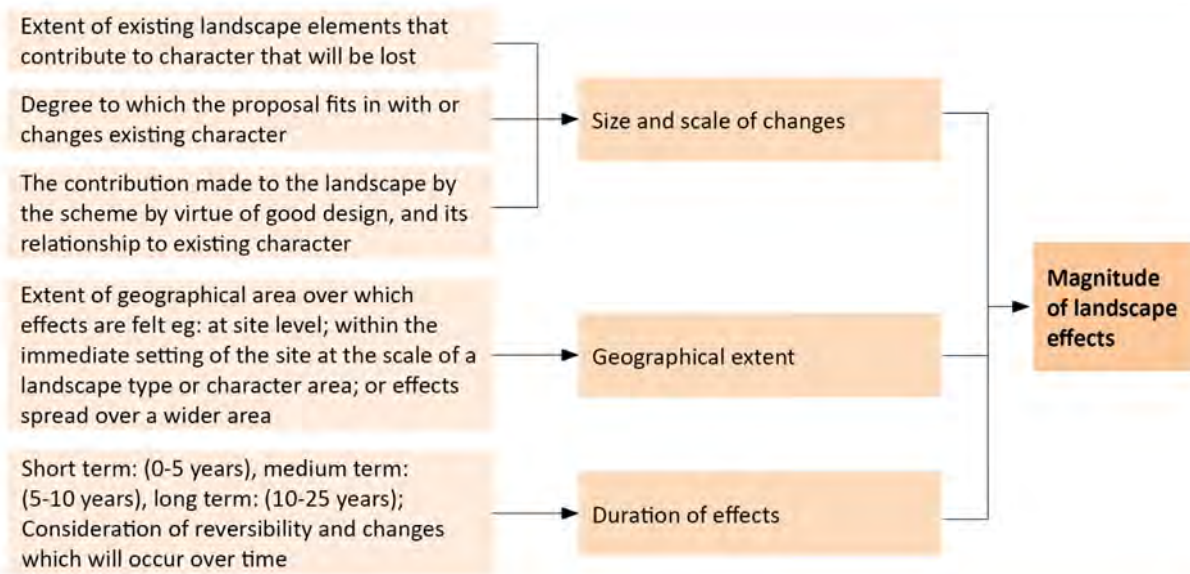 Extent of existing landscape elements that
contribute to character that will be lost
Degree to which the proposal fits in with or
changes existing character
The contribution made to the landscape by
the scheme by virtue of good design, and its
relationship to existing character
Size and scale of changes
Extent of geographical area over which
effects are felt eg: at site level; within the
immediate setting of the site at the scale of a
landscape type or character area; or effects
spread over a wider area
Geographical extent
Short term: (0-5 years), medium term:
(5-10 years), long term: (10-25 years);
Consideration of reversibility and changes
which will occur over time
Duration of effects
Magnitude
of landscape
effects